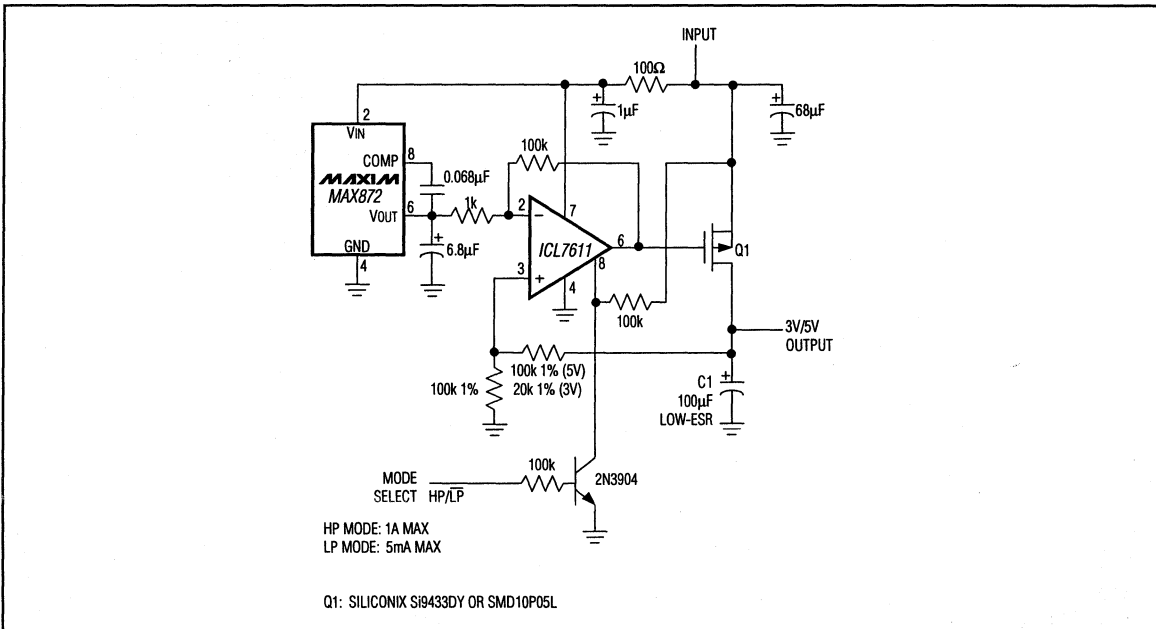 INPUT
100Ω
+
1µF
+
68µF
2
VIN
COMP
8
MAXIM
MAX872
0.068µF
VOUT
6
1k
100k
2
−
7
ICL7611
6
8
3
+
4
+
6.8µF
GND
4
100k
Q1
3V/5V
OUTPUT
100k 1% (5V)
20k 1% (3V)
100k 1%
+
C1
100µF
LOW-ESR
100k
2N3904
MODE
SELECT HP/L̅P̅
HP MODE: 1A MAX
LP MODE: 5mA MAX
Q1: SILICONIX Si9433DY OR SMD10P05L